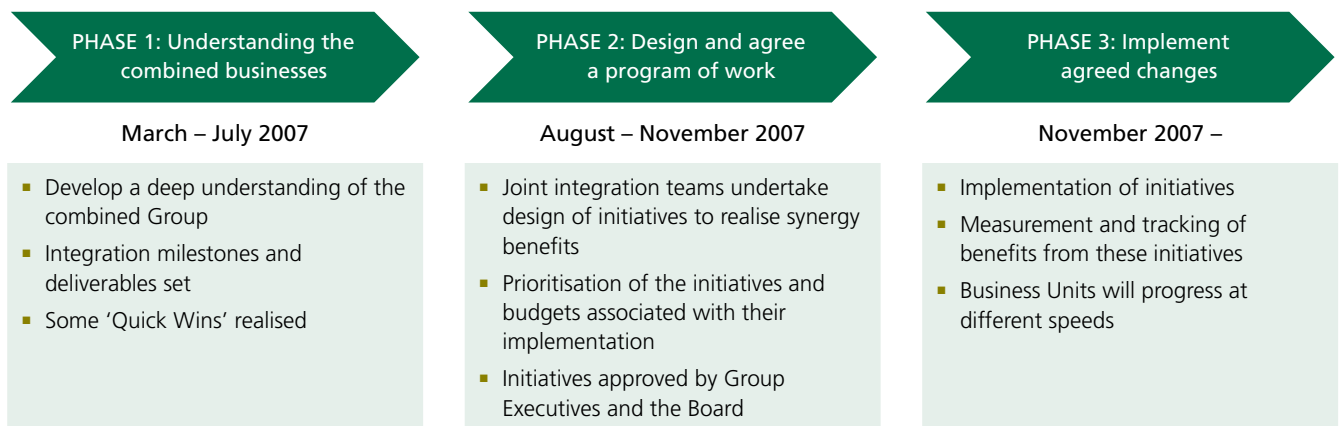 PHASE 1: Understanding the
combined businesses
March – July 2007
▪ Develop a deep understanding of the
combined Group
▪ Integration milestones and
deliverables set
▪ Some ‘Quick Wins’ realised
PHASE 2: Design and agree
a program of work
August – November 2007
▪ Joint integration teams undertake
design of initiatives to realise synergy
benefits
▪ Prioritisation of the initiatives and
budgets associated with their
implementation
▪ Initiatives approved by Group
Executives and the Board
PHASE 3: Implement
agreed changes
November 2007 –
▪ Implementation of initiatives
▪ Measurement and tracking of
benefits from these initiatives
▪ Business Units will progress at
different speeds